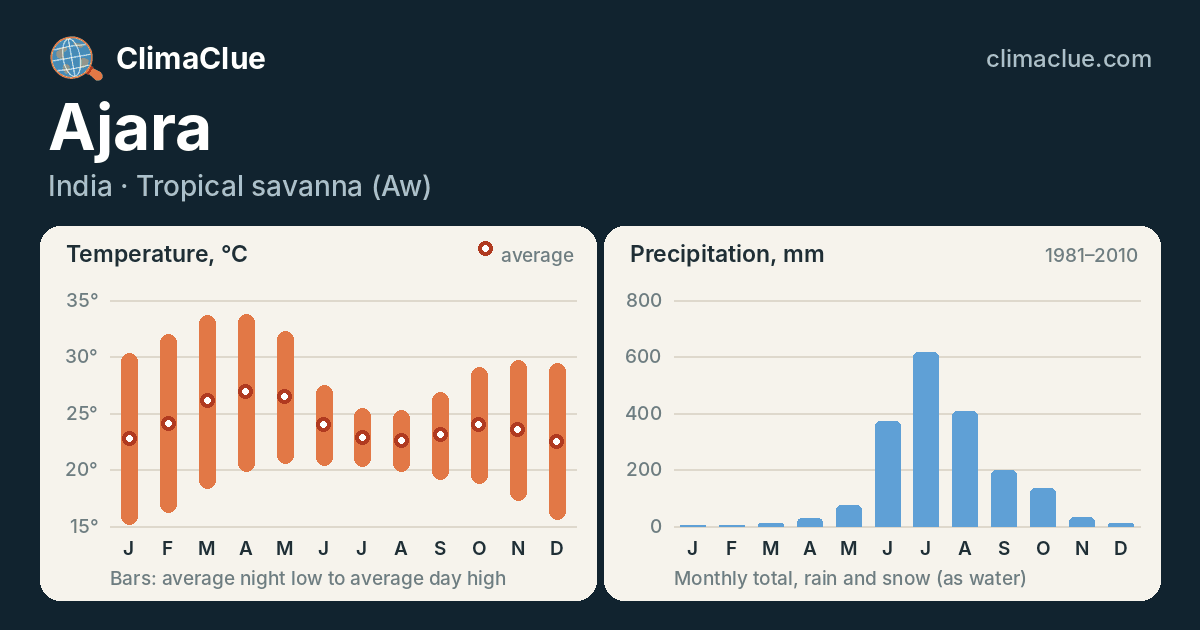 ClimaClue
climaclue.com
Ajara
India · Tropical savanna (Aw)
Temperature, °C
average
35°
30°
25°
20°
15°
J F M A M J J A S O N D
Bars: average night low to average day high
Precipitation, mm
1981–2010
800
600
400
200
0
J F M A M J J A S O N D
Monthly total, rain and snow (as water)